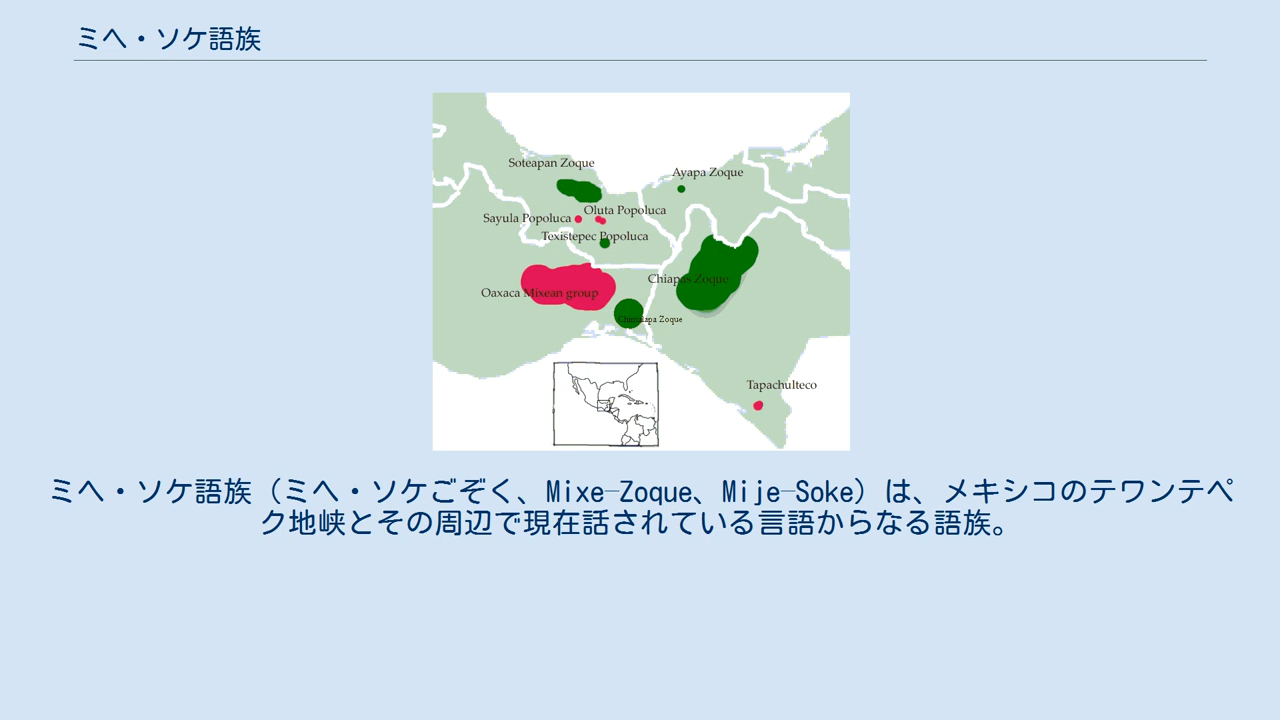 ミヘ・ソケ語族
Soteapan Zoque
Ayapa Zoque
Oluta Popoluca
Sayula Popoluca
Texistepec Popoluca
Chiapas Zoque
Oaxaca Mixean group
Chimalapa Zoque
Tapachulteco
ミヘ・ソケ語族（ミヘ・ソケごぞく、Mixe–Zoque、Mije–Soke）は、メキシコのテワンテペ
ク地峡とその周辺で現在話されている言語からなる語族。